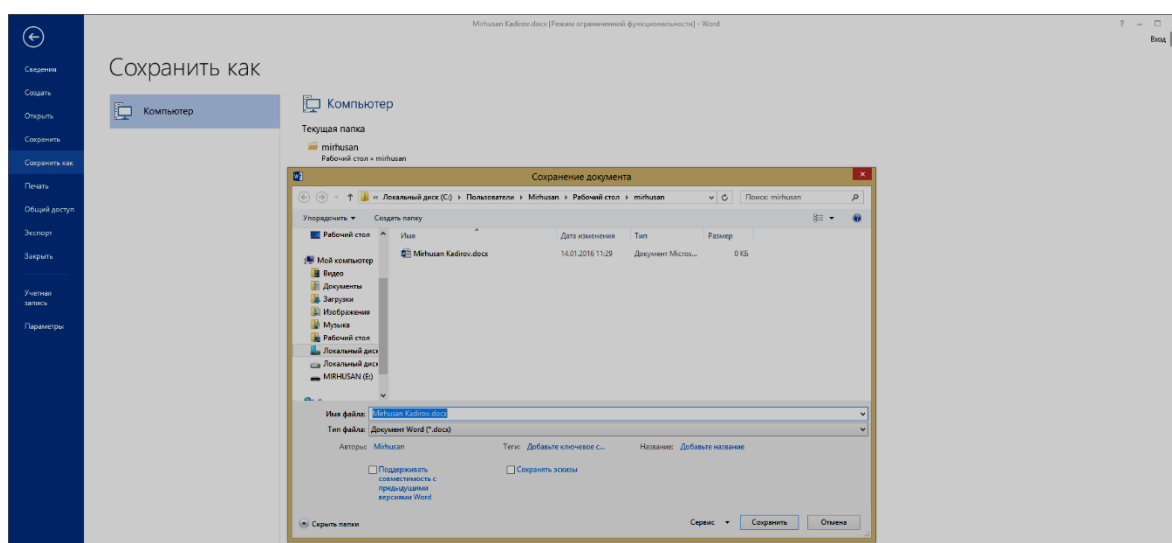 Mirhusan Kadirov.docx [Режим ограниченной функциональности] - Word
?
Вход
Сведения
Создать
Открыть
Сохранить
Сохранить как
Печать
Общий доступ
Экспорт
Закрыть
Учетная
запись
Параметры
Сохранить как
Компьютер
Компьютер
Текущая папка
mirhusan
Рабочий стол » mirhusan
Сохранение документа
« Локальный диск (C:) Пользователи Mirhusan Рабочий стол mirhusan
Поиск: mirhusan
Упорядочить Создать папку
Рабочий стол
Мой компьютер
Видео
Документы
Загрузки
Изображения
Музыка
Рабочий стол
Локальный диск
Локальный диск
MIRHUSAN (E:)
Имя Дата изменения Тип Размер
Mirhusan Kadirov.docx 14.01.2016 11:29 Документ Micros... 0 КБ
Имя файла: Mirhusan Kadirov.docx
Тип файла: Документ Word (*.docx)
Авторы: Mirhusan Теги: Добавьте ключевое с... Название: Добавьте название
Поддерживать
совместимость с
предыдущими
версиями Word
Сохранять эскизы
Скрыть папки
Сервис Сохранить Отмена